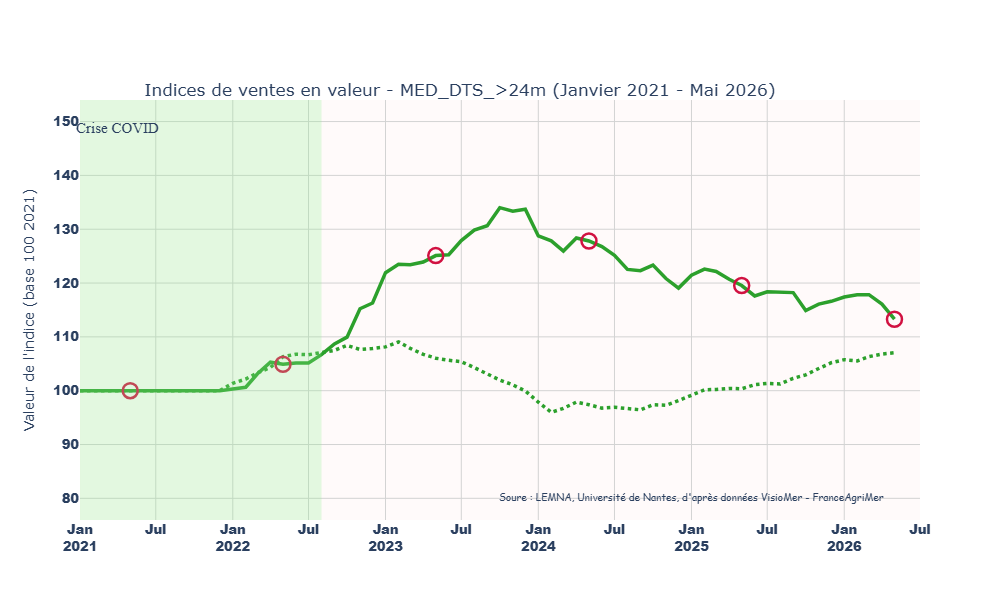 Indices de ventes en valeur - MED_DTS_>24m (Janvier 2021 - Mai 2026)
Valeur de l'indice (base 100 2021)
150
Crise COVID
140
130
120
110
100
90
80
Soure : LEMNA, Université de Nantes, d'après données VisioMer - FranceAgriMer
Jan Jul Jan Jul Jan Jul Jan Jul Jan Jul Jan Jul
2021 2022 2023 2024 2025 2026